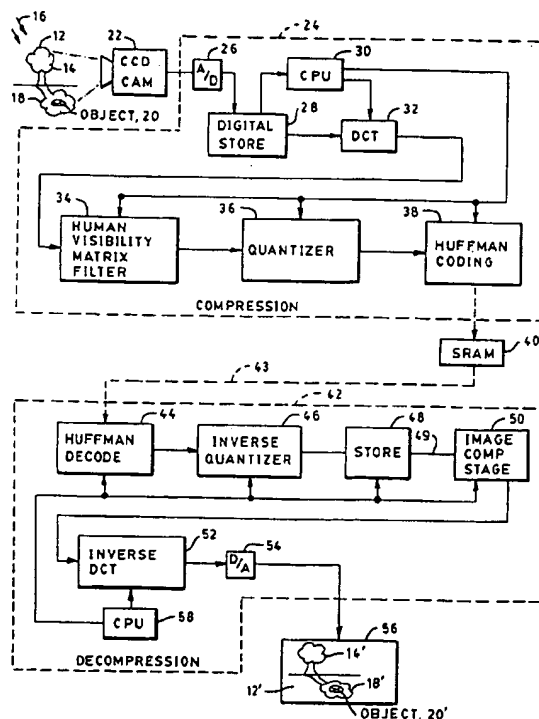 16
12
14
18
22
CCD
CAM
OBJECT, 20
24
26
A/D
30
CPU
28
DIGITAL
STORE
32
DCT
34
HUMAN
VISIBILITY
MATRIX
FILTER
36
QUANTIZER
38
HUFFMAN
CODING
COMPRESSION
SRAM
40
43
42
44
HUFFMAN
DECODE
46
INVERSE
QUANTIZER
48
STORE
49
50
IMAGE
COMP
STAGE
52
INVERSE
DCT
54
D/A
CPU
58
DECOMPRESSION
56
14'
12'
18'
OBJECT, 20'